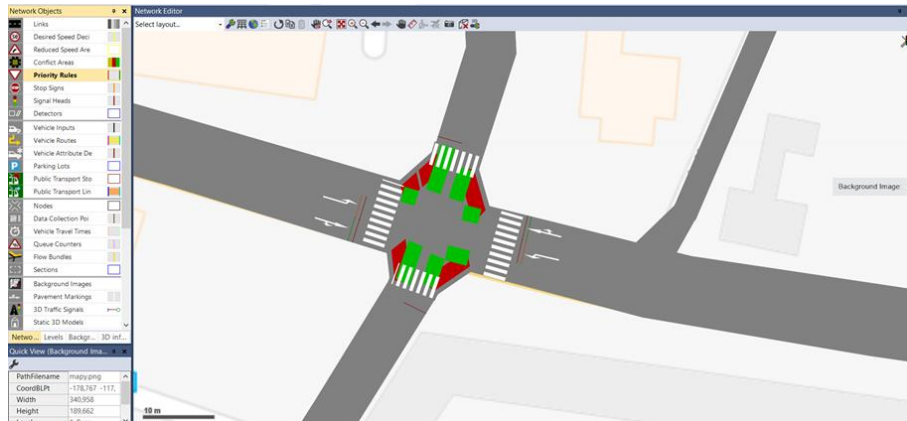 Network Objects
Network Editor
Links
Select layout...
Desired Speed Deci
Reduced Speed Are
Conflict Areas
Priority Rules
Stop Signs
Signal Heads
Detectors
Vehicle Inputs
Vehicle Routes
Vehicle Attribute De
Parking Lots
Public Transport Sto
Public Transport Lin
Nodes
Data Collection Poi
Vehicle Travel Times
Queue Counters
Flow Bundles
Sections
Background Images
Pavement Markings
3D Traffic Signals
Static 3D Models
Netwo... Levels Backgr... 3D inf...
Quick View (Background Ima...
PathFilename mapy.png
CoordBLPt -178,767 -117,
Width 340,958
Height 189,662
10 m
Background Image